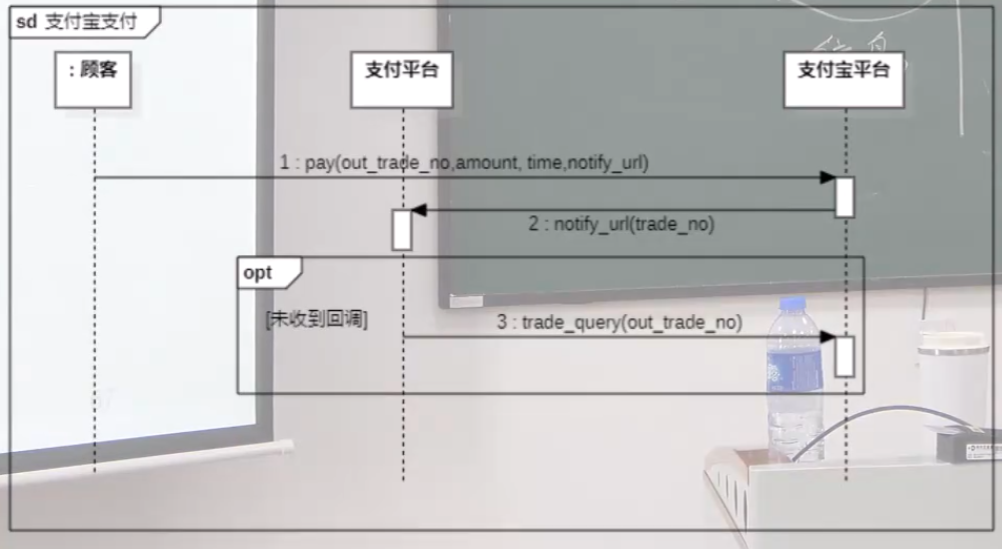 sd 支付宝支付
: 顾客
支付平台
支付宝平台
1 : pay(out_trade_no,amount, time,notify_url)
2 : notify_url(trade_no)
opt
[未收到回调]
3 : trade_query(out_trade_no)